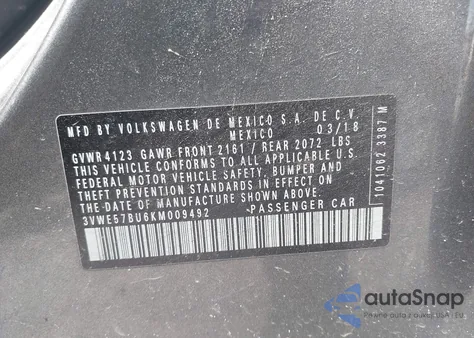 MFD BY VOLKSWAGEN DE MEXICO S.A. DE C.V.
MEXICO 03/18
GVWR 4123 GAWR FRONT 2161 / REAR 2072 LBS
THIS VEHICLE CONFORMS TO ALL APPLICABLE U.S.
FEDERAL MOTOR VEHICLE SAFETY, BUMPER AND
THEFT PREVENTION STANDARDS IN EFFECT ON THE
DATE OF MANUFACTURE SHOWN ABOVE.
3VWE57BU6KM009492 PASSENGER CAR
1041062 3387 M
autoSnap